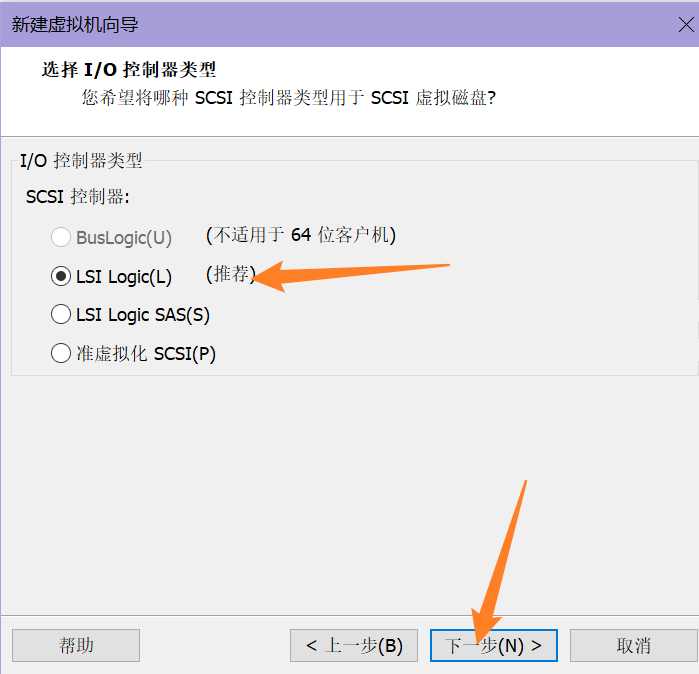 新建虚拟机向导
选择 I/O 控制器类型
您希望将哪种 SCSI 控制器类型用于 SCSI 虚拟磁盘?
I/O 控制器类型
SCSI 控制器:
BusLogic(U) (不适用于 64 位客户机)
LSI Logic(L) (推荐)
LSI Logic SAS(S)
准虚拟化 SCSI(P)
帮助 < 上一步(B) 下一步(N) > 取消